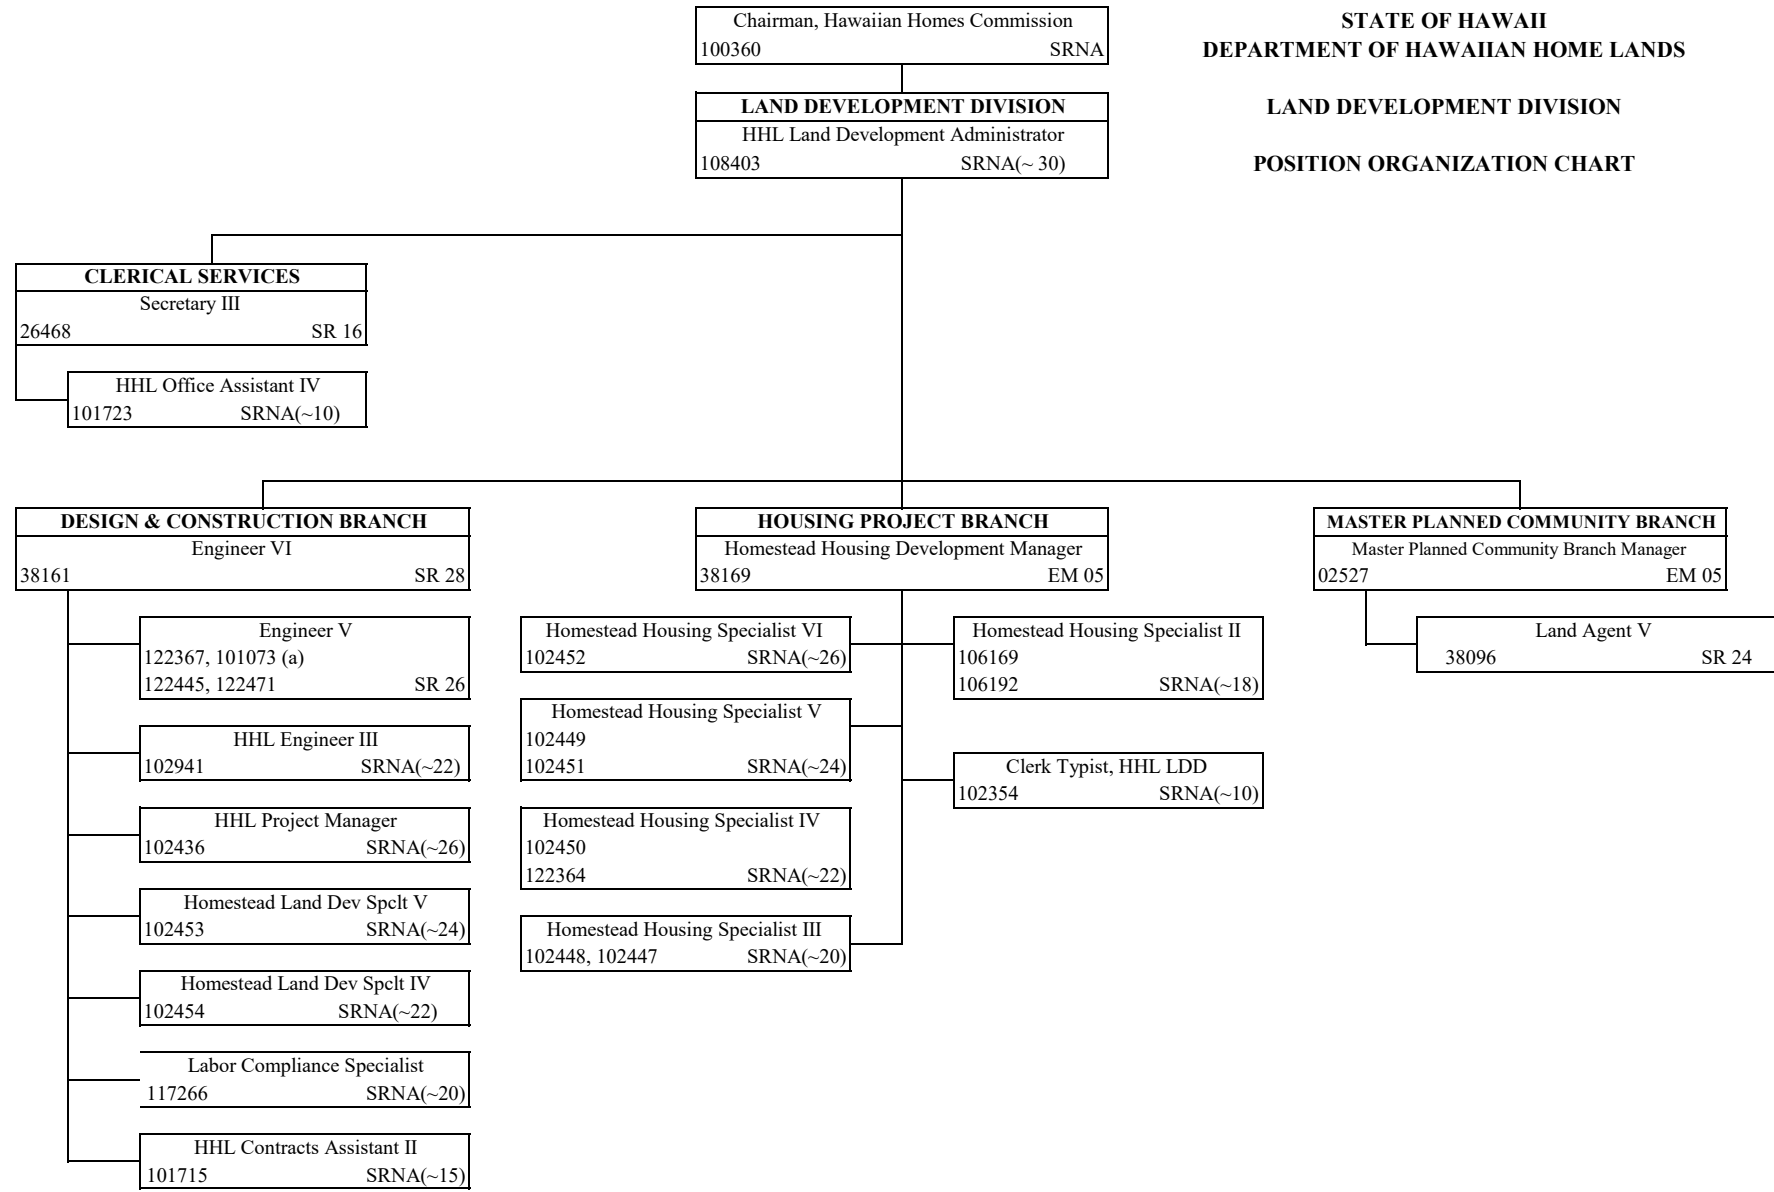 Chairman, Hawaiian Homes Commission
100360 SRNA
STATE OF HAWAII
DEPARTMENT OF HAWAIIAN HOME LANDS
LAND DEVELOPMENT DIVISION
POSITION ORGANIZATION CHART
LAND DEVELOPMENT DIVISION
HHL Land Development Administrator
108403 SRNA(~ 30)
CLERICAL SERVICES
Secretary III
26468 SR 16
HHL Office Assistant IV
101723 SRNA(~10)
DESIGN & CONSTRUCTION BRANCH
Engineer VI
38161 SR 28
Engineer V
122367, 101073 (a)
122445, 122471 SR 26
HHL Engineer III
102941 SRNA(~22)
HHL Project Manager
102436 SRNA(~26)
Homestead Land Dev Spclt V
102453 SRNA(~24)
Homestead Land Dev Spclt IV
102454 SRNA(~22)
Labor Compliance Specialist
117266 SRNA(~20)
HHL Contracts Assistant II
101715 SRNA(~15)
HOUSING PROJECT BRANCH
Homestead Housing Development Manager
38169 EM 05
Homestead Housing Specialist VI
102452 SRNA(~26)
Homestead Housing Specialist V
102449
102451 SRNA(~24)
Homestead Housing Specialist IV
102450
122364 SRNA(~22)
Homestead Housing Specialist III
102448, 102447 SRNA(~20)
Homestead Housing Specialist II
106169
106192 SRNA(~18)
Clerk Typist, HHL LDD
102354 SRNA(~10)
MASTER PLANNED COMMUNITY BRANCH
Master Planned Community Branch Manager
02527 EM 05
Land Agent V
38096 SR 24